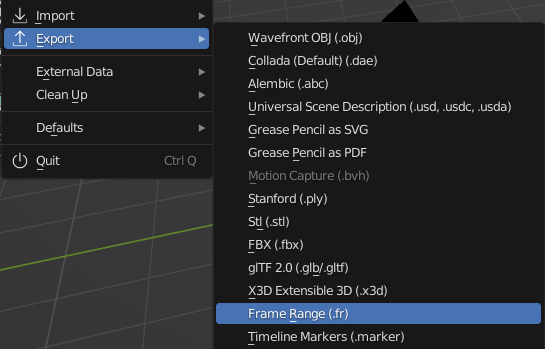 Import
Export
External Data
Clean Up
Defaults
Quit Ctrl Q
Wavefront OBJ (.obj)
Collada (Default) (.dae)
Alembic (.abc)
Universal Scene Description (.usd, .usdc, .usda)
Grease Pencil as SVG
Grease Pencil as PDF
Motion Capture (.bvh)
Stanford (.ply)
Stl (.stl)
FBX (.fbx)
glTF 2.0 (.glb/.gltf)
X3D Extensible 3D (.x3d)
Frame Range (.fr)
Timeline Markers (.marker)